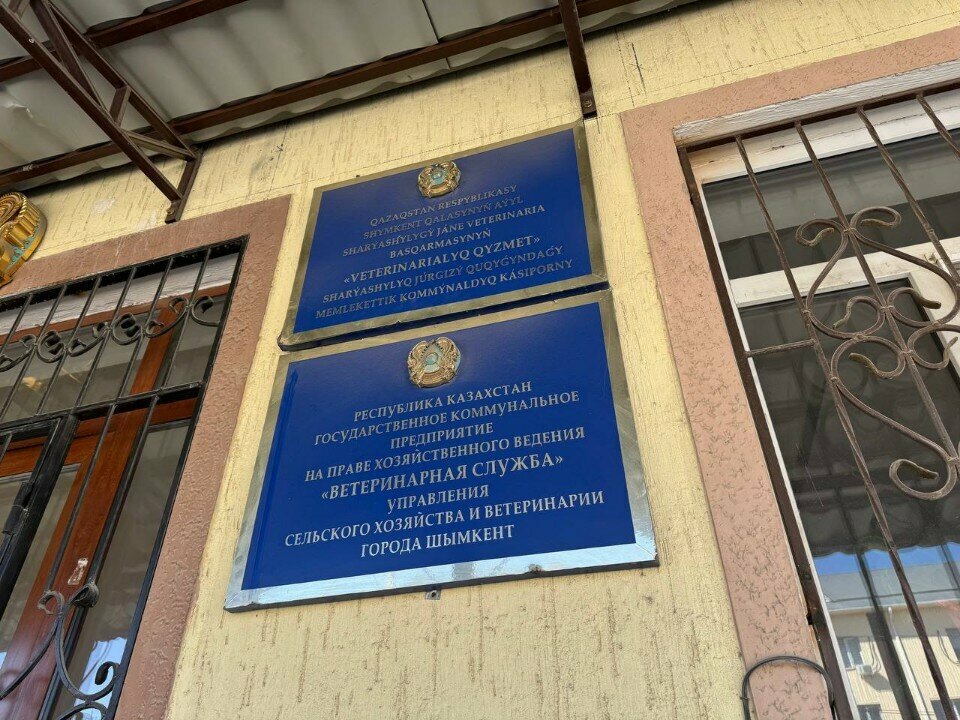 QAZAQSTAN RESPÝBLIKASY
SHYMKENT QALASYNYŃ AÝYL
SHARÝASHYLYǴY JÁNE VETERINARIA
BASQARMASYNYŃ
«VETERINARIALYQ QYZMET»
SHARÝASHYLYQ JÚRGIZÝ QUQYǴYNDAǴY
MEMLEKETTIK KOMMÝNALDYQ KÁSIPORNY
РЕСПУБЛИКА КАЗАХСТАН
ГОСУДАРСТВЕННОЕ КОММУНАЛЬНОЕ
ПРЕДПРИЯТИЕ
НА ПРАВЕ ХОЗЯЙСТВЕННОГО ВЕДЕНИЯ
«ВЕТЕРИНАРНАЯ СЛУЖБА»
УПРАВЛЕНИЯ
СЕЛЬСКОГО ХОЗЯЙСТВА И ВЕТЕРИНАРИИ
ГОРОДА ШЫМКЕНТ